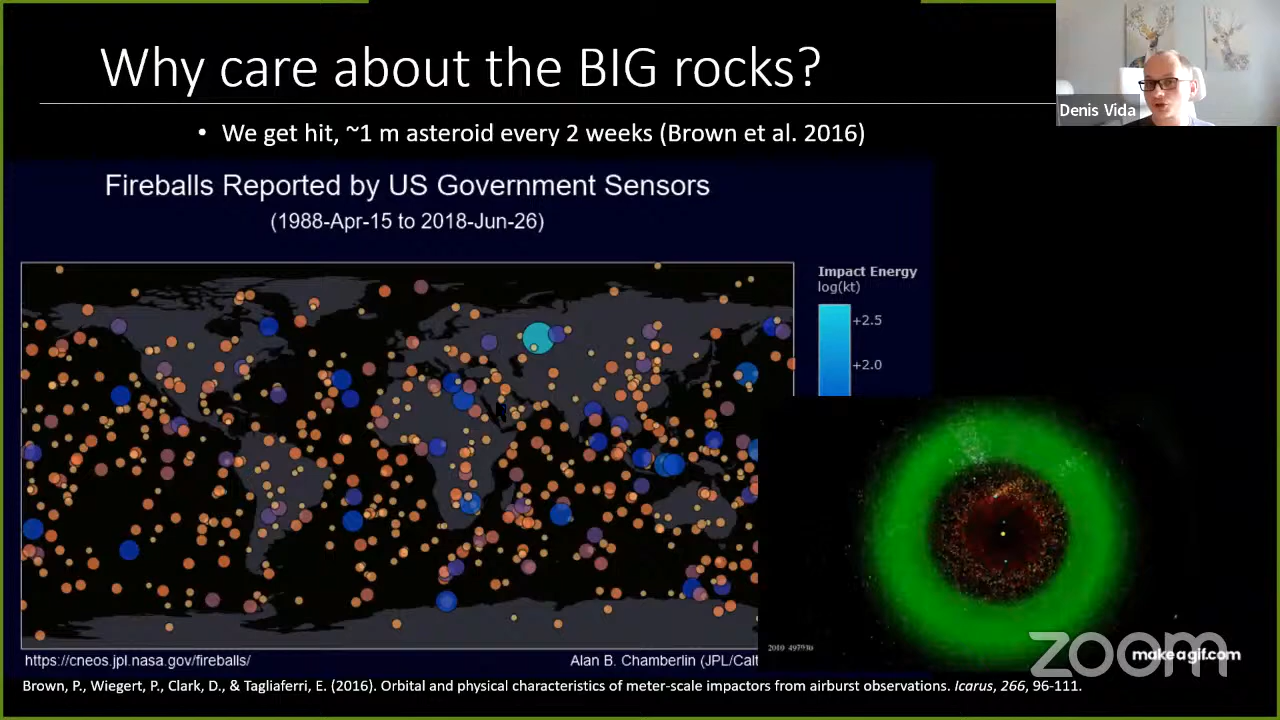 Why care about the BIG rocks?
Denis Vida
• We get hit, ~1 m asteroid every 2 weeks (Brown et al. 2016)
Fireballs Reported by US Government Sensors
(1988-Apr-15 to 2018-Jun-26)
Impact Energy
log(kt)
+2.5
+2.0
https://cneos.jpl.nasa.gov/fireballs/
Alan B. Chamberlin (JPL/Calt
zoom
makeagif.com
Brown, P., Wiegert, P., Clark, D., & Tagliaferri, E. (2016). Orbital and physical characteristics of meter-scale impactors from airburst observations. Icarus, 266, 96-111.